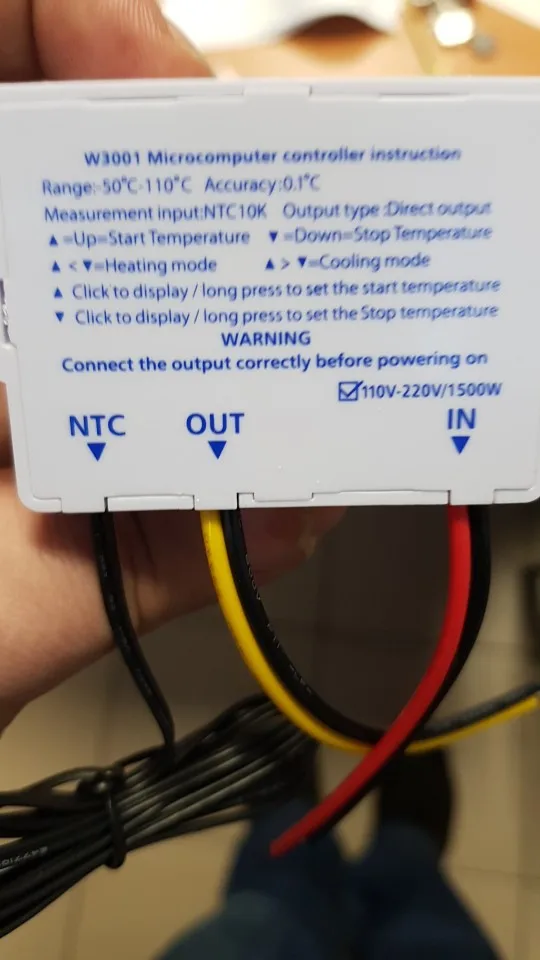 W3001 Microcomputer controller instruction
Range:-50°C-110°C Accuracy:0.1°C
Measurement input:NTC10K Output type :Direct output
▲=Up=Start Temperature ▼=Down=Stop Temperature
▲<▼=Heating mode ▲>▼=Cooling mode
▲ Click to display / long press to set the start temperature
▼ Click to display / long press to set the Stop temperature
WARNING
Connect the output correctly before powering on
☑110V-220V/1500W
NTC OUT IN
▼ ▼ ▼